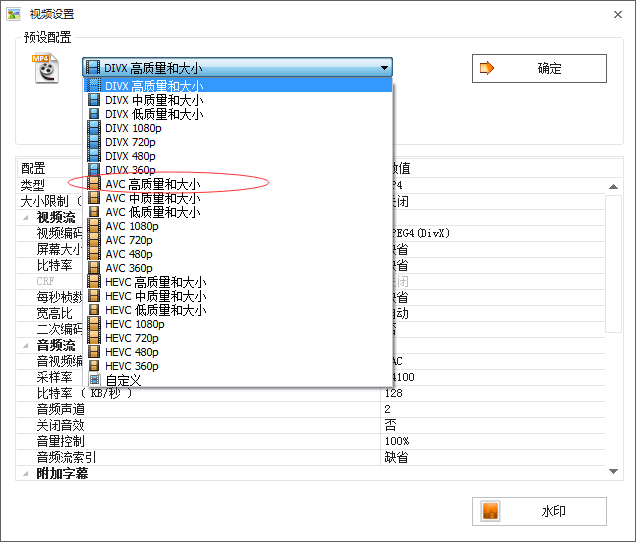 视频设置
预设配置
MP4
DIVX 高质量和大小
确定
DIVX 高质量和大小
DIVX 中质量和大小
DIVX 低质量和大小
DIVX 1080p
DIVX 720p
DIVX 480p
DIVX 360p
AVC 高质量和大小
AVC 中质量和大小
AVC 低质量和大小
AVC 1080p
AVC 720p
AVC 480p
AVC 360p
HEVC 高质量和大小
HEVC 中质量和大小
HEVC 低质量和大小
HEVC 1080p
HEVC 720p
HEVC 480p
HEVC 360p
自定义
配置 数值
类型 P4
大小限制 ( 关闭
视频流
视频编码 PEG4(DivX)
屏幕大小 缺省
比特率 缺省
CRF 关闭
每秒帧数 缺省
宽高比 自动
二次编码 否
音频流
音视频编 AC
采样率 4100
比特率 ( KB/秒 ) 128
音频声道 2
关闭音效 否
音量控制 100%
音频流索引 缺省
附加字幕
水印